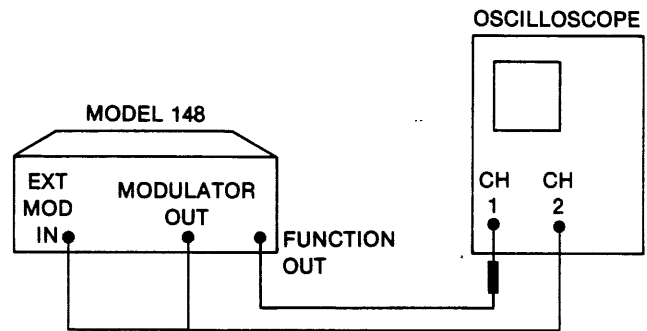 OSCILLOSCOPE
MODEL 148
EXT
MOD
IN
MODULATOR
OUT
FUNCTION
OUT
CH
1
CH
2